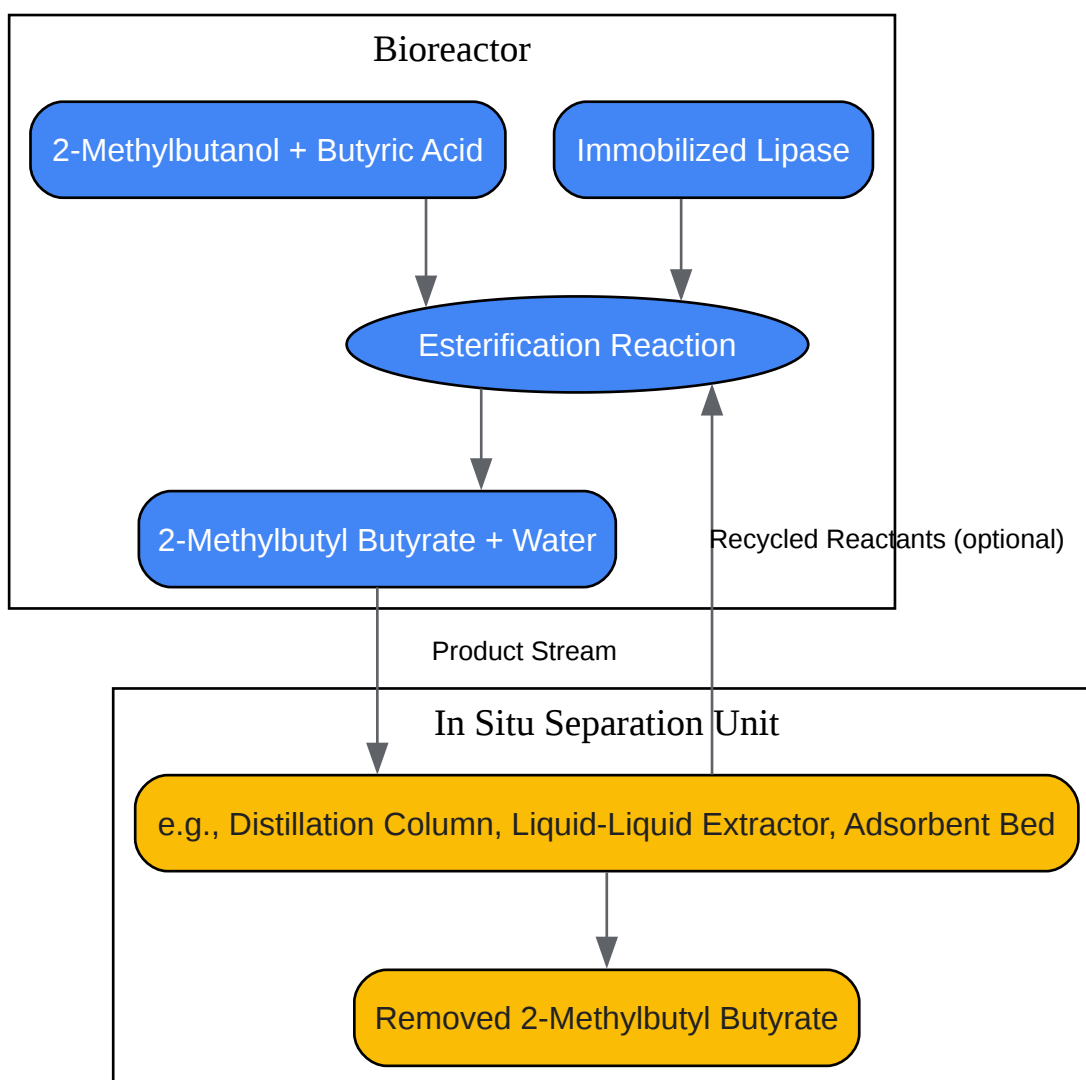 Bioreactor
2-Methylbutanol + Butyric Acid
Immobilized Lipase
Esterification Reaction
2-Methylbutyl Butyrate + Water
Recycled Reactants (optional)
Product Stream
In Situ Separation Unit
e.g., Distillation Column, Liquid-Liquid Extractor, Adsorbent Bed
Removed 2-Methylbutyl Butyrate